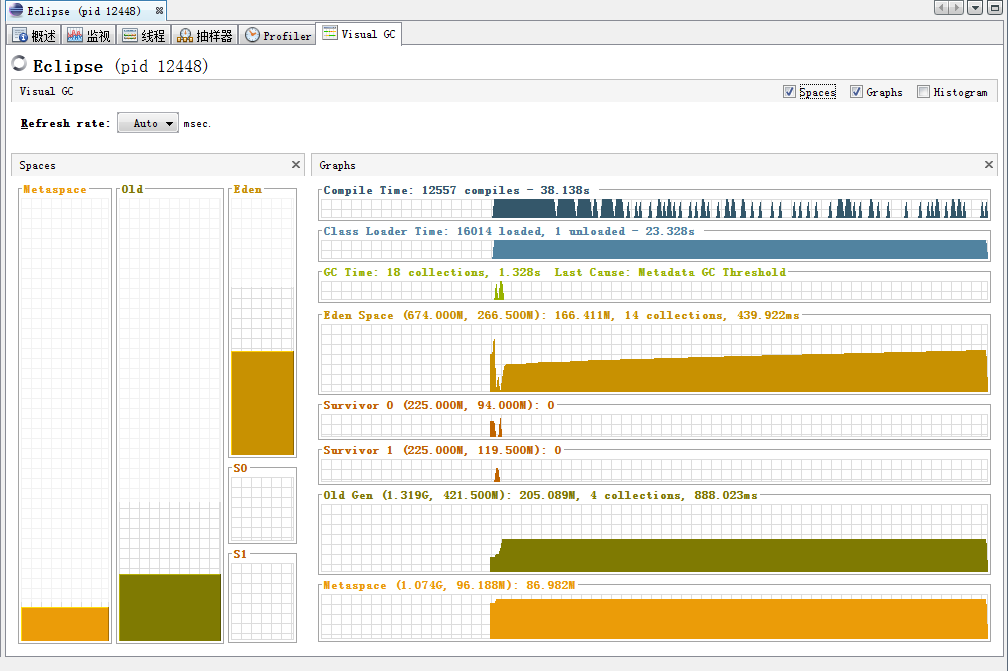 Eclipse (pid 12448)
概述 监视 线程 抽样器 Profiler Visual GC
Eclipse (pid 12448)
Visual GC Spaces Graphs Histogram
Refresh rate: Auto msec.
Spaces
Metaspace Old Eden
S0
S1
Graphs
Compile Time: 12557 compiles - 38.138s
Class Loader Time: 16014 loaded, 1 unloaded - 23.328s
GC Time: 18 collections, 1.328s Last Cause: Metadata GC Threshold
Eden Space (674.000M, 266.500M): 166.411M, 14 collections, 439.922ms
Survivor 0 (225.000M, 94.000M): 0
Survivor 1 (225.000M, 119.500M): 0
Old Gen (1.319G, 421.500M): 205.089M, 4 collections, 888.023ms
Metaspace (1.074G, 96.188M): 86.982M